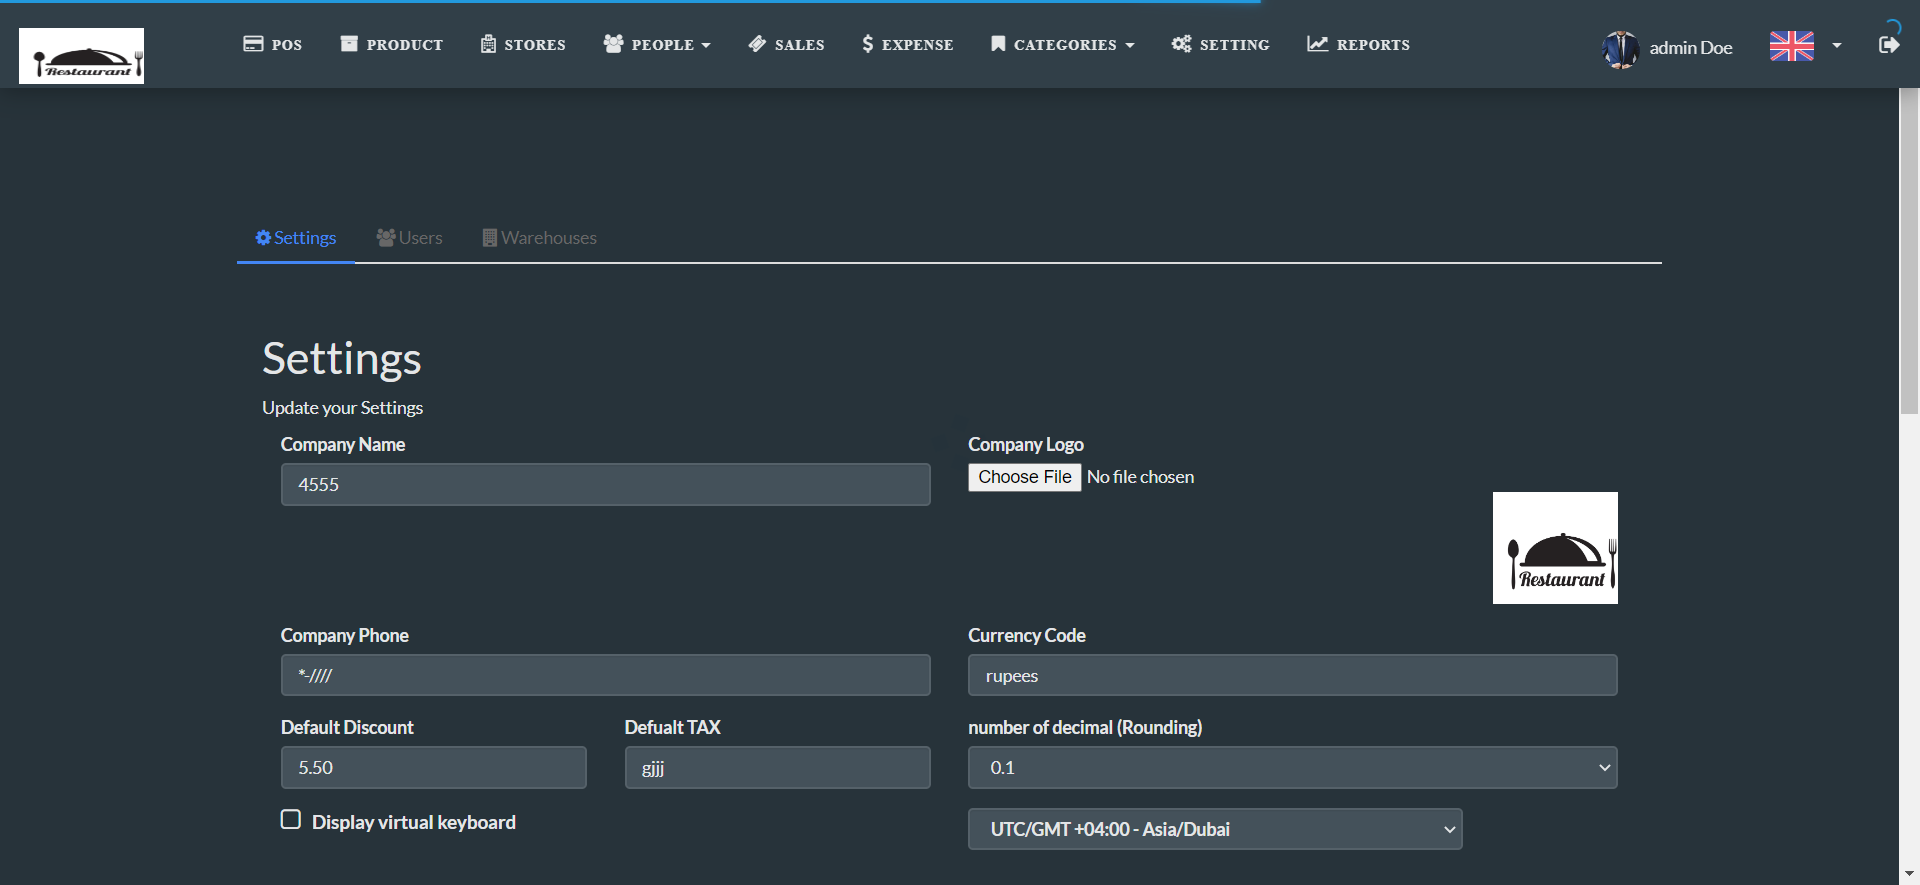 Restaurant
POS PRODUCT STORES PEOPLE SALES EXPENSE CATEGORIES SETTING REPORTS
admin Doe
Settings Users Warehouses
Settings
Update your Settings
Company Name
4555
Company Logo
Choose File No file chosen
Restaurant
Company Phone
*-////
Currency Code
rupees
Default Discount
5.50
Defualt TAX
gjjj
number of decimal (Rounding)
0.1
Display virtual keyboard
UTC/GMT +04:00 - Asia/Dubai